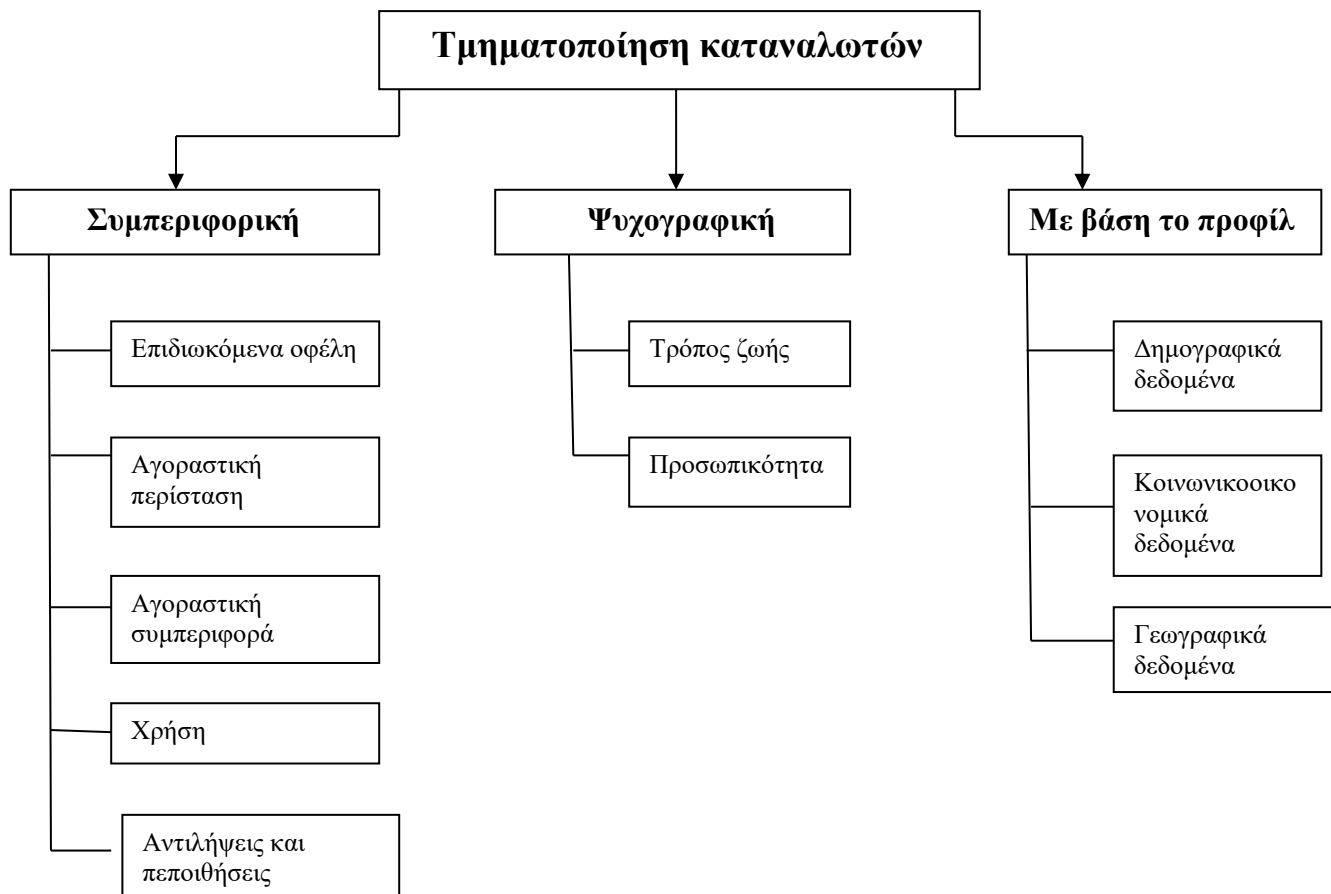 Τμηματοποίηση καταναλωτών
Συμπεριφορική
Επιδιωκόμενα οφέλη
Αγοραστική
περίσταση
Αγοραστική
συμπεριφορά
Χρήση
Αντιλήψεις και
πεποιθήσεις
Ψυχογραφική
Τρόπος ζωής
Προσωπικότητα
Με βάση το προφίλ
Δημογραφικά
δεδομένα
Κοινωνικοοικο
νομικά
δεδομένα
Γεωγραφικά
δεδομένα